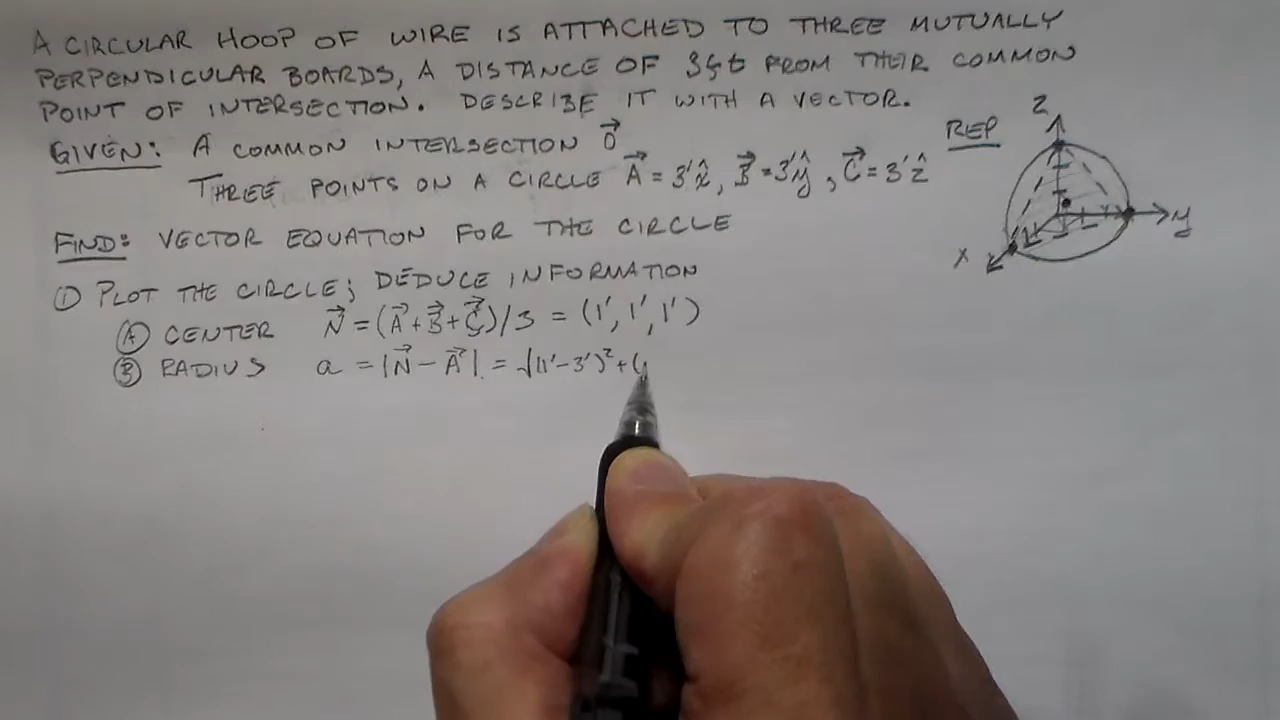 A CIRCULAR HOOP OF WIRE IS ATTACHED TO THREE MUTUALLY
PERPENDICULAR BOARDS, A DISTANCE OF 3ft FROM THEIR COMMON
POINT OF INTERSECTION. DESCRIBE IT WITH A VECTOR.
GIVEN: A COMMON INTERSECTION 0⃗
THREE POINTS ON A CIRCLE A⃗ = 3'x̂, B⃗ = 3'ŷ, C⃗ = 3'ẑ
REP
Z
y
x
FIND: VECTOR EQUATION FOR THE CIRCLE
① PLOT THE CIRCLE; DEDUCE INFORMATION
Ⓐ CENTER N⃗ = (A⃗ + B⃗ + C⃗)/3 = (1', 1', 1')
Ⓑ RADIUS a = |N⃗ - A⃗| = √(1'-3')² + (